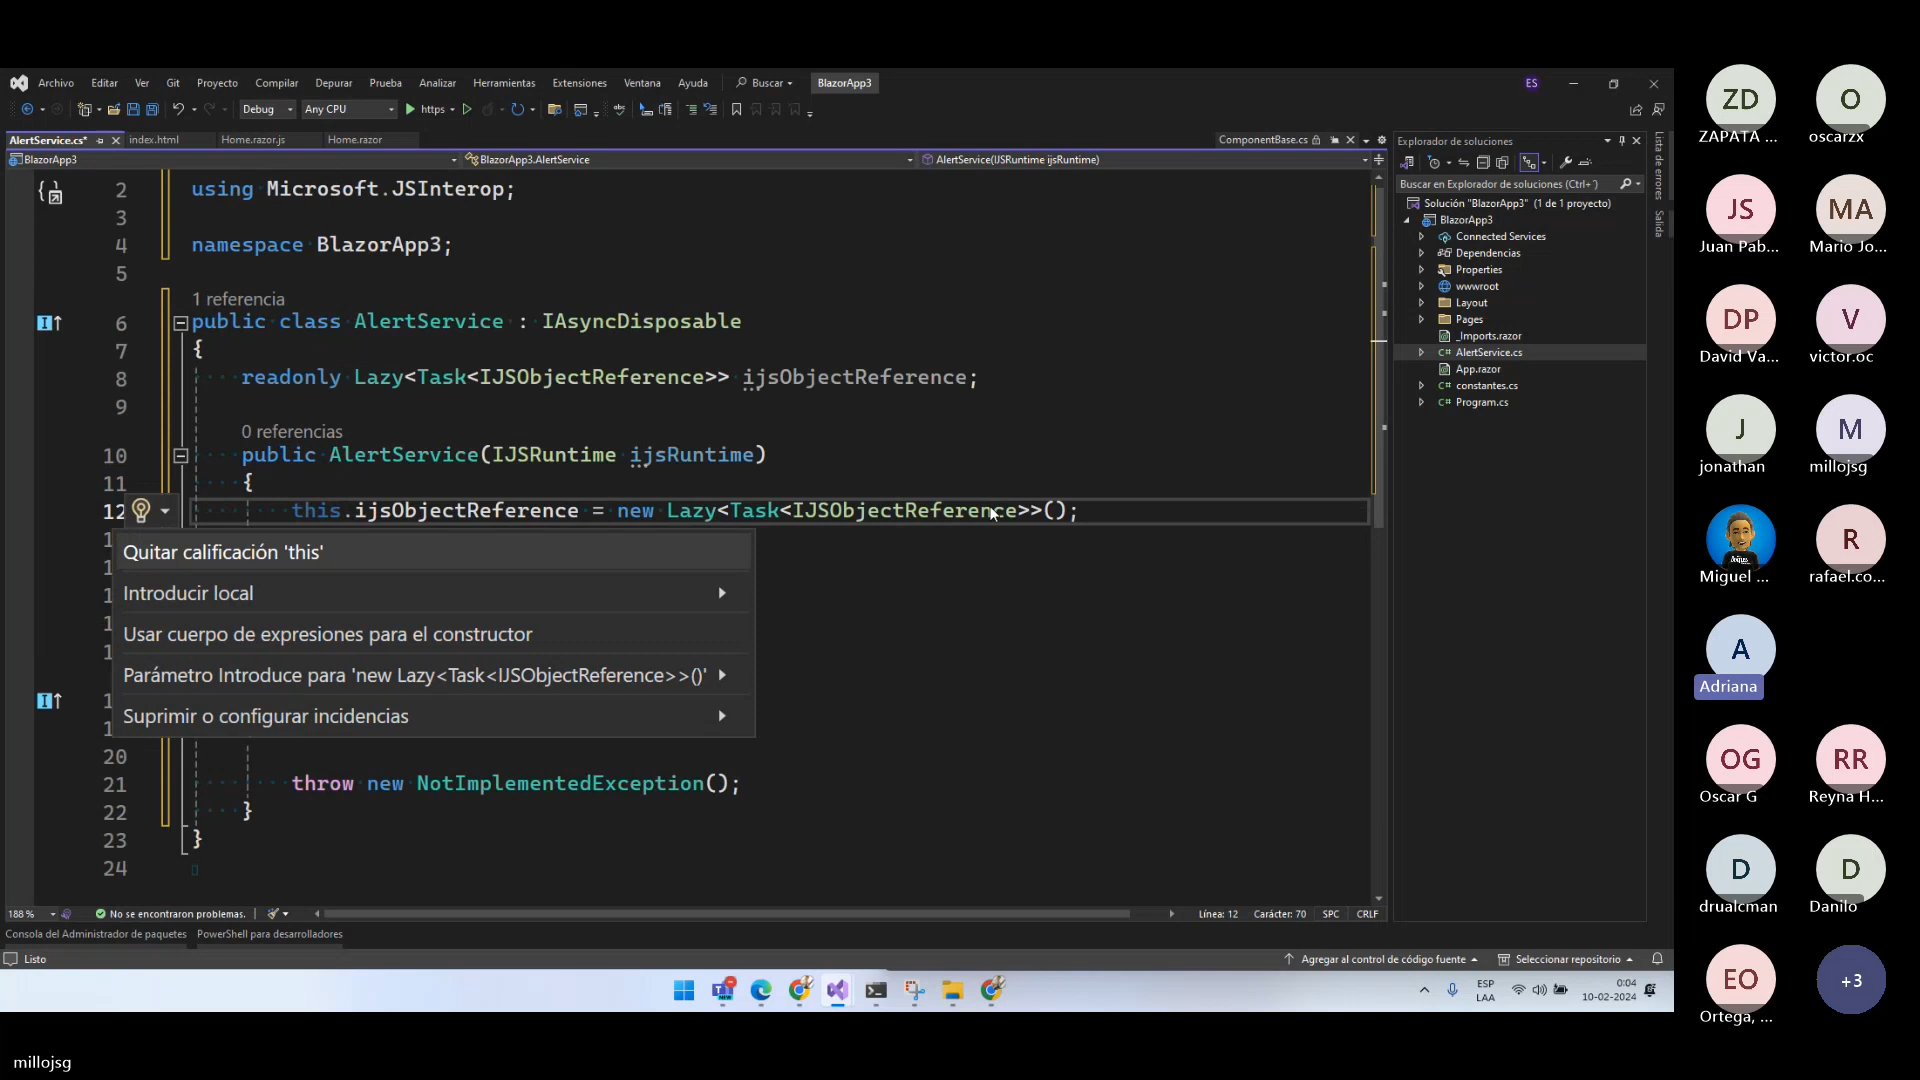 Archivo Editar Ver Git Proyecto Compilar Depurar Prueba Analizar Herramientas Extensiones Ventana Ayuda Buscar BlazorApp3 ES
Debug Any CPU https
AlertService.cs* index.html Home.razor.js Home.razor ComponentBase.cs
BlazorApp3 BlazorApp3.AlertService AlertService(IJSRuntime ijsRuntime)
2 using Microsoft.JSInterop;
3
4 namespace BlazorApp3;
5
1 referencia
6 public class AlertService : IAsyncDisposable
7 {
8 readonly Lazy<Task<IJSObjectReference>> ijsObjectReference;
9
0 referencias
10 public AlertService(IJSRuntime ijsRuntime)
11 {
12 this.ijsObjectReference = new Lazy<Task<IJSObjectReference>>();
Quitar calificación 'this'
Introducir local
Usar cuerpo de expresiones para el constructor
Parámetro Introduce para 'new Lazy<Task<IJSObjectReference>>()'
Suprimir o configurar incidencias
20
21 throw new NotImplementedException();
22 }
23 }
24
188 % No se encontraron problemas. Línea: 12 Carácter: 70 SPC CRLF
Consola del Administrador de paquetes PowerShell para desarrolladores
Listo Agregar al control de código fuente Seleccionar repositorio
Explorador de soluciones
Buscar en Explorador de soluciones (Ctrl+´)
Solución "BlazorApp3" (1 de 1 proyecto)
BlazorApp3
Connected Services
Dependencias
Properties
wwwroot
Layout
Pages
_Imports.razor
AlertService.cs
App.razor
constantes.cs
Program.cs
Lista de errores
Salida
ESP
LAA
0:04
10-02-2024
ZD O
ZAPATA ... oscarzx
JS MA
Juan Pab... Mario Jo...
DP V
David Va... victor.oc
J M
jonathan millojsg
R
Miguel ... rafael.co...
A
Adriana
OG RR
Oscar G Reyna H...
D D
drualcman Danilo
EO +3
Ortega, ...
millojsg